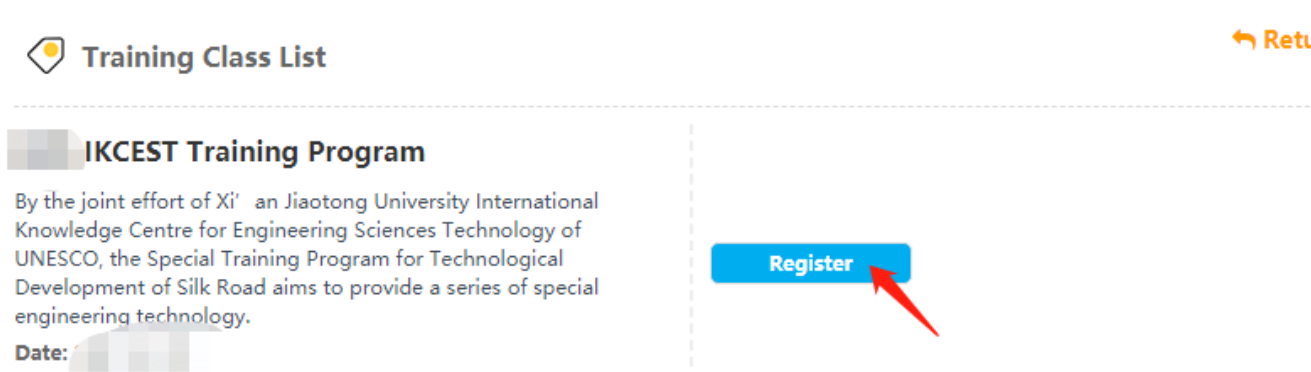 Training Class List
IKCEST Training Program
By the joint effort of Xi’ an Jiaotong University International
Knowledge Centre for Engineering Sciences Technology of
UNESCO, the Special Training Program for Technological
Development of Silk Road aims to provide a series of special
engineering technology.
Date:
Register